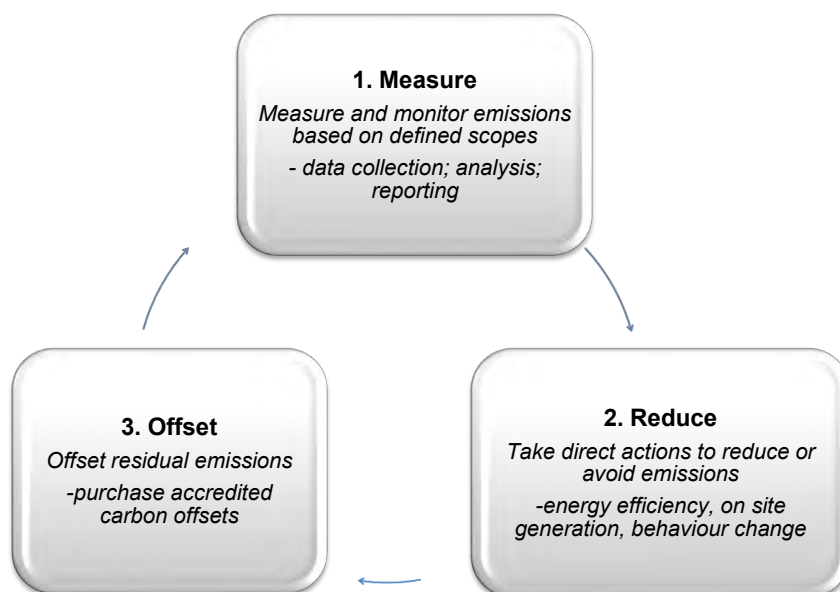 1. Measure
Measure and monitor emissions
based on defined scopes
- data collection; analysis;
reporting
2. Reduce
Take direct actions to reduce or
avoid emissions
-energy efficiency, on site
generation, behaviour change
3. Offset
Offset residual emissions
-purchase accredited
carbon offsets